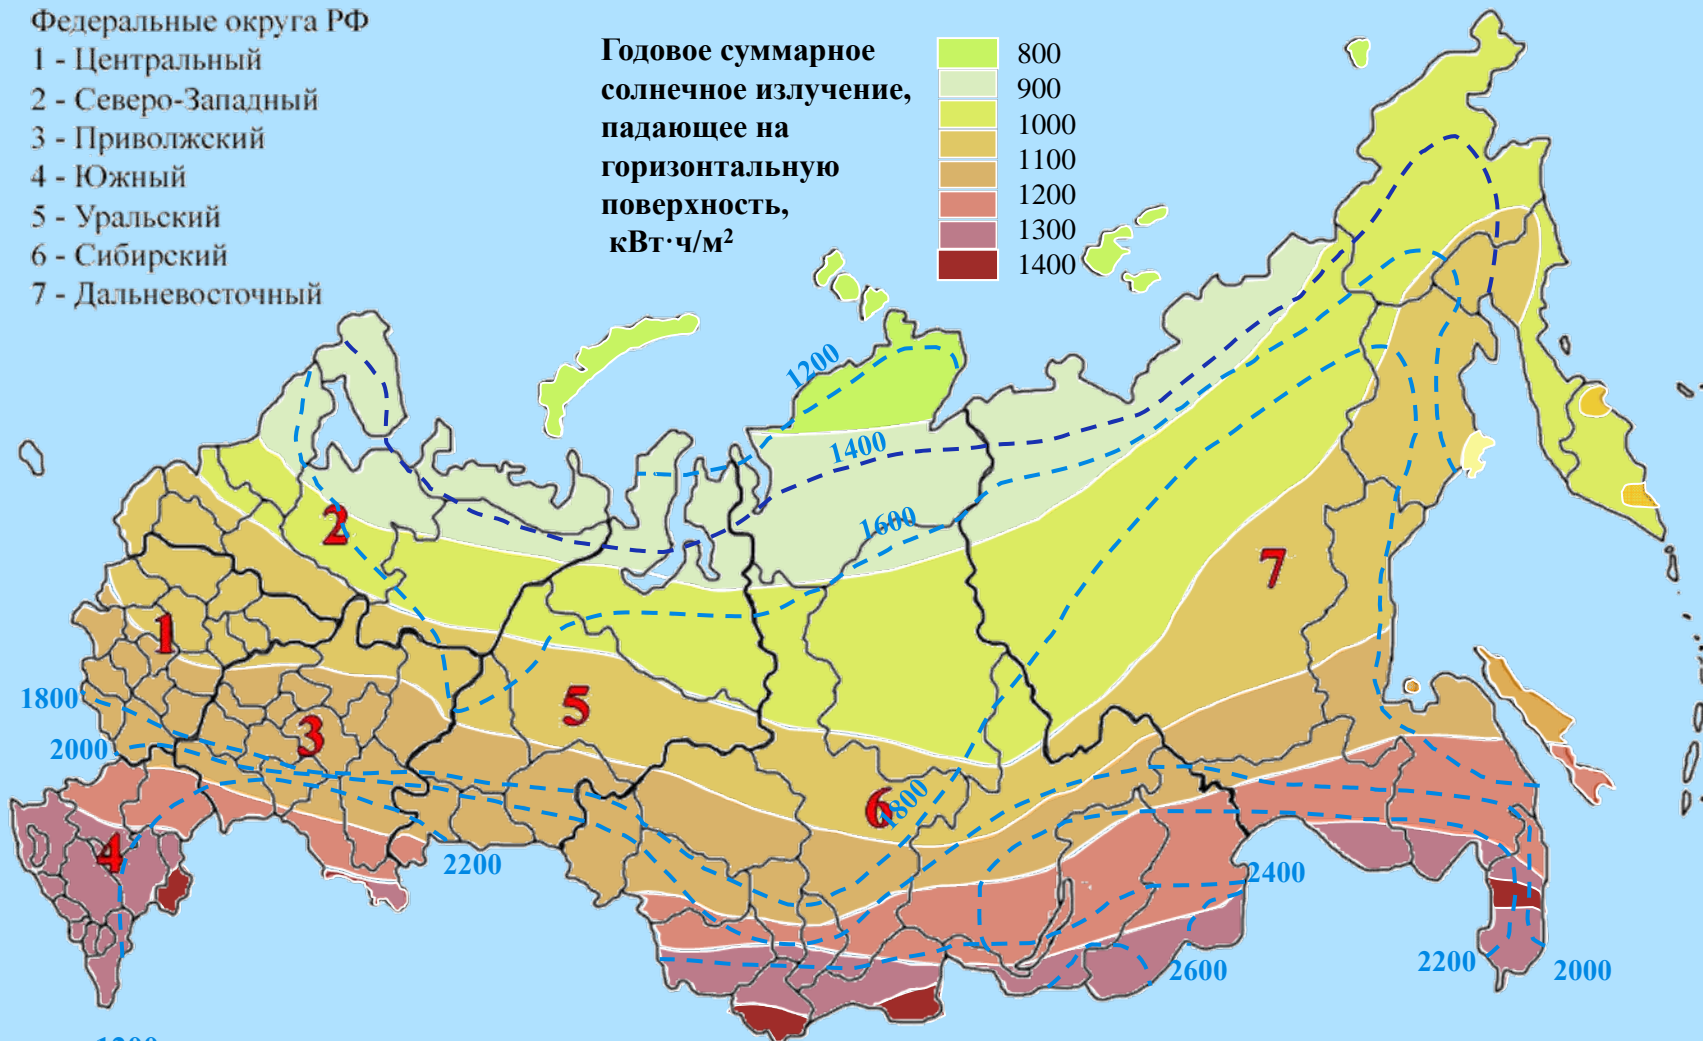 Федеральные округа РФ
1 - Центральный
2 - Северо-Западный
3 - Приволжский
4 - Южный
5 - Уральский
6 - Сибирский
7 - Дальневосточный
Годовое суммарное
солнечное излучение,
падающее на
горизонтальную
поверхность,
кВт·ч/м²
800
900
1000
1100
1200
1300
1400
1200
1400
1600
2
7
1
5
1800
3
2000
6
1800
4
2200
2400
2200
2600
2000